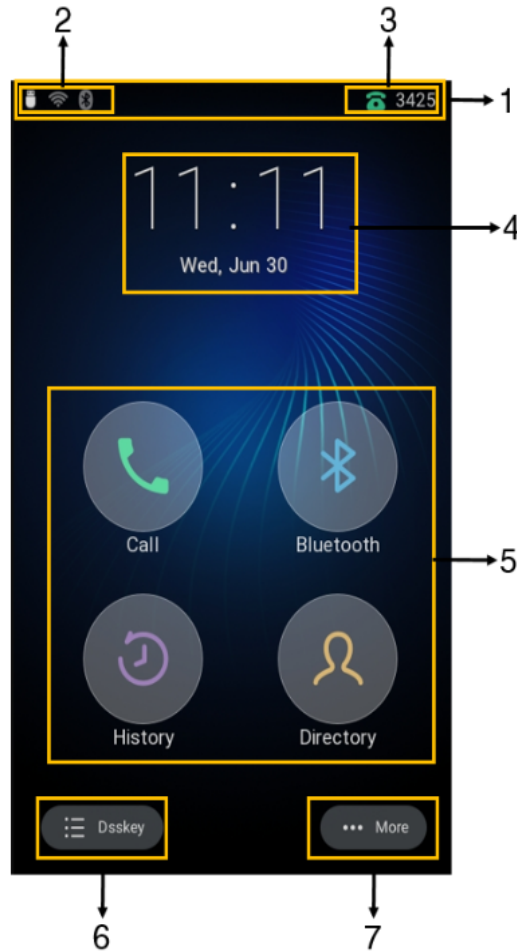 2 3
3425 1
11:11 4
Wed, Jun 30
Call Bluetooth
5
History Directory
Dsskey More
6 7